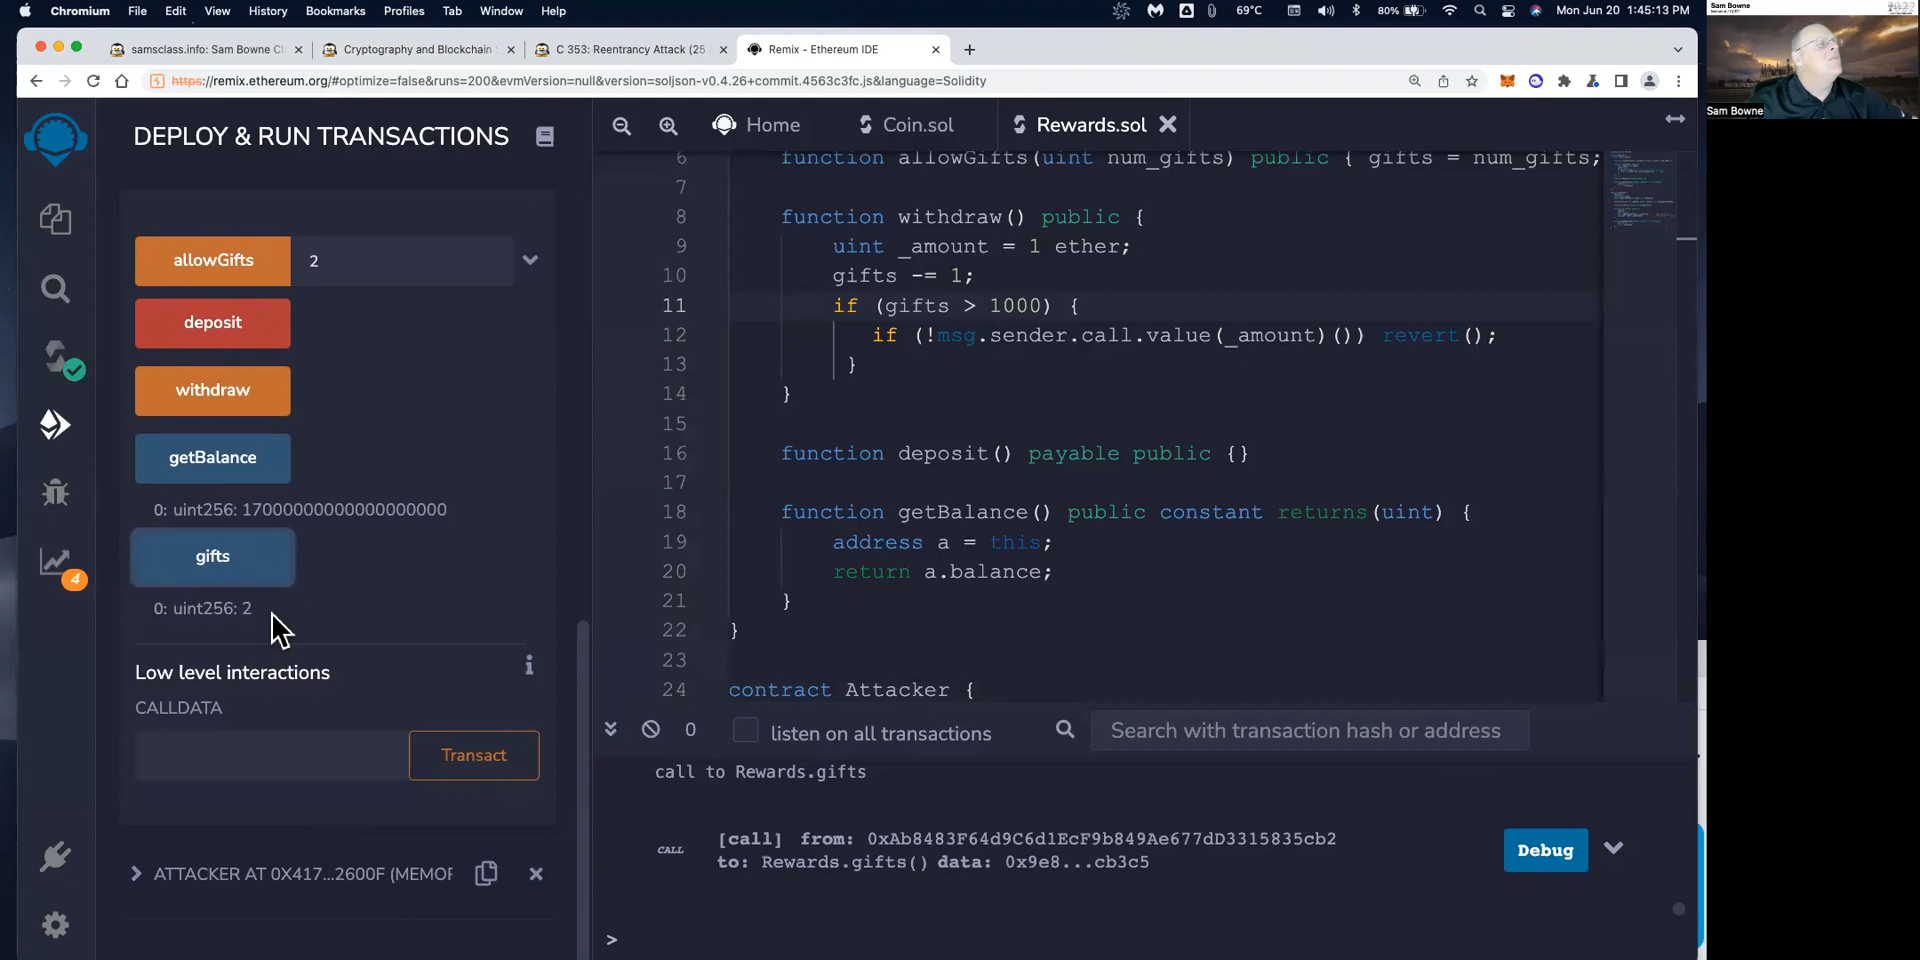 Chromium File Edit View History Bookmarks Profiles Tab Window Help 69°C 80% Mon Jun 20 1:45:13 PM
Sam Bowne
samsclass.info: Sam Bowne Cl
Cryptography and Blockchain
C 353: Reentrancy Attack (25
Remix - Ethereum IDE
https://remix.ethereum.org/#optimize=false&runs=200&evmVersion=null&version=soljson-v0.4.26+commit.4563c3fc.js&language=Solidity
Sam Bowne
DEPLOY & RUN TRANSACTIONS
allowGifts 2
deposit
withdraw
getBalance
0: uint256: 17000000000000000000
gifts
0: uint256: 2
Low level interactions
CALLDATA
Transact
ATTACKER AT 0X417...2600F (MEMOF
4
Home Coin.sol Rewards.sol
6 function allowGifts(uint num_gifts) public { gifts = num_gifts;
7
8 function withdraw() public {
9 uint _amount = 1 ether;
10 gifts -= 1;
11 if (gifts > 1000) {
12 if (!msg.sender.call.value(_amount)()) revert();
13 }
14 }
15
16 function deposit() payable public {}
17
18 function getBalance() public constant returns(uint) {
19 address a = this;
20 return a.balance;
21 }
22 }
23
24 contract Attacker {
0 listen on all transactions Search with transaction hash or address
call to Rewards.gifts
CALL [call] from: 0xAb8483F64d9C6d1EcF9b849Ae677dD3315835cb2
to: Rewards.gifts() data: 0x9e8...cb3c5
Debug
>